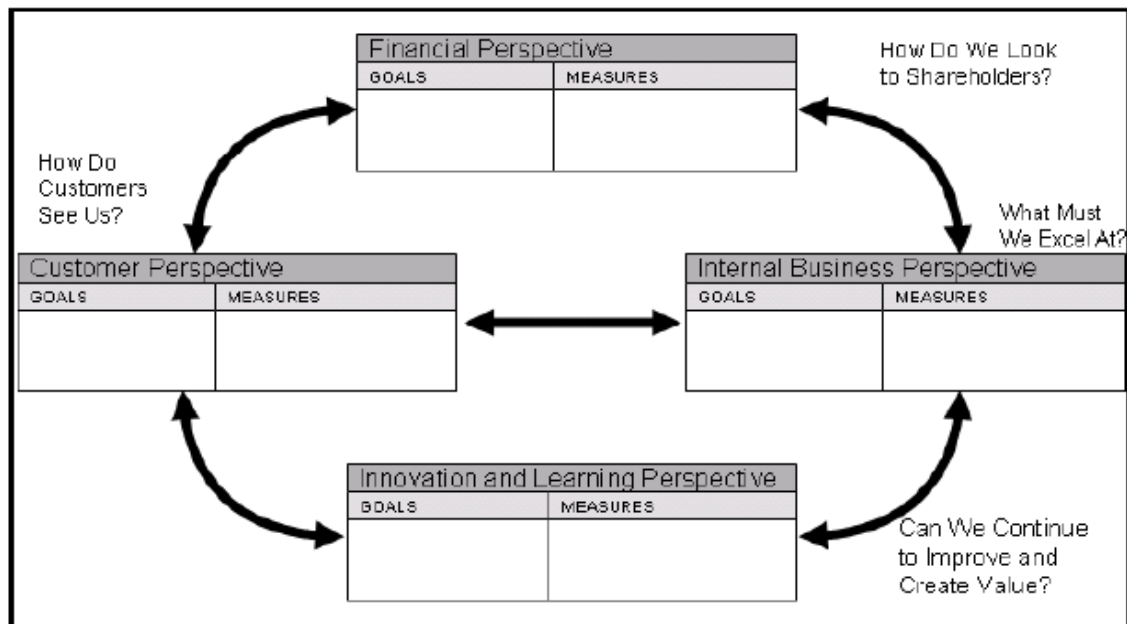 Financial Perspective
GOALS MEASURES
How Do We Look
to Shareholders?
How Do
Customers
See Us?
What Must
We Excel At?
Customer Perspective
GOALS MEASURES
Internal Business Perspective
GOALS MEASURES
Innovation and Learning Perspective
GOALS MEASURES
Can We Continue
to Improve and
Create Value?